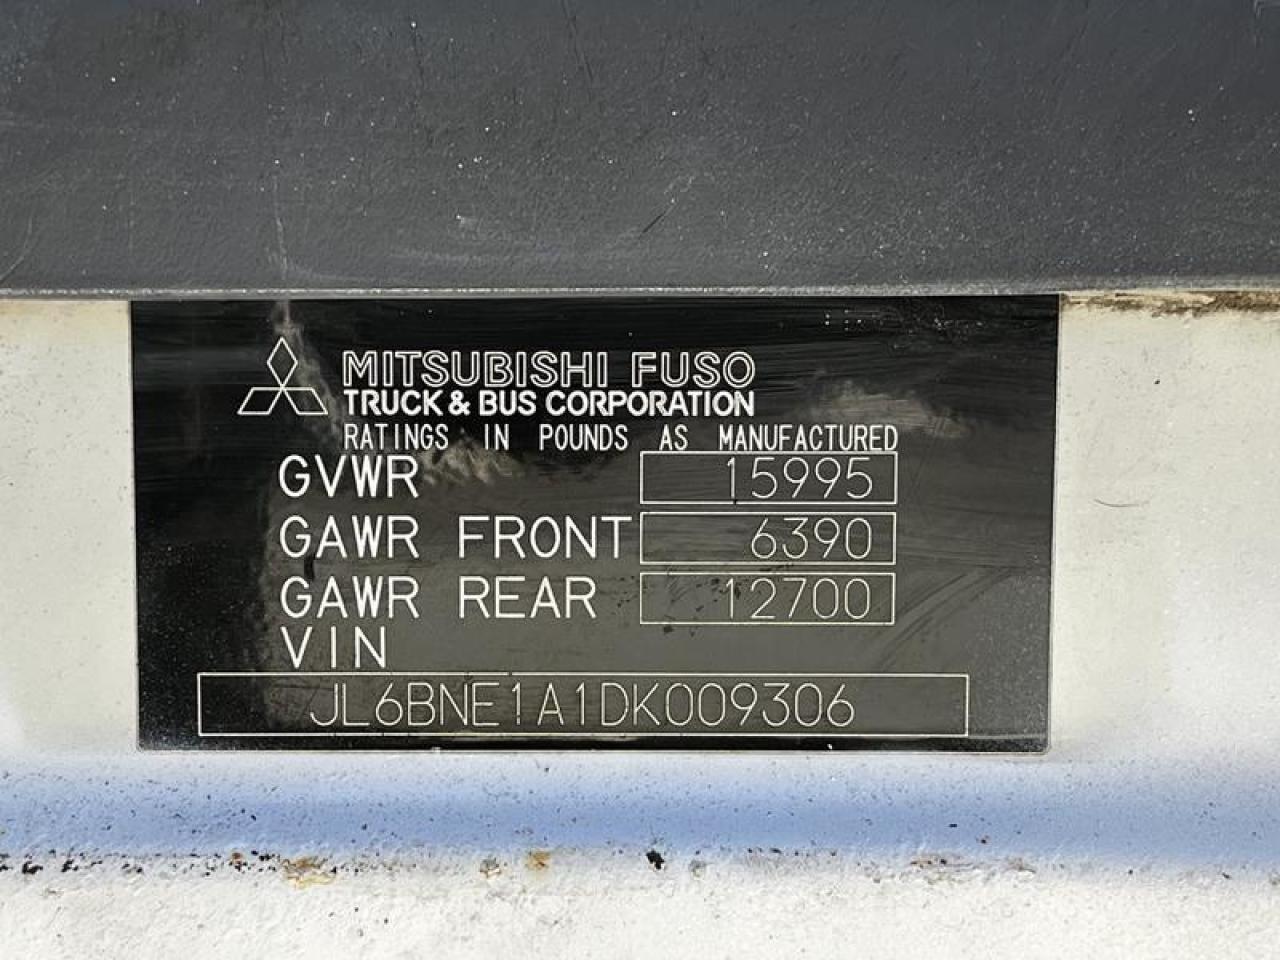 MITSUBISHI FUSO
TRUCK & BUS CORPORATION
RATINGS IN POUNDS AS MANUFACTURED
GVWR 15995
GAWR FRONT 6390
GAWR REAR 12700
VIN
JL6BNE1A1DK009306